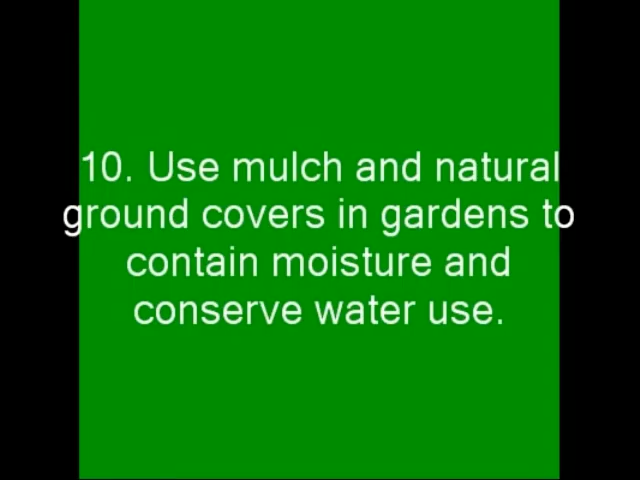 10. Use mulch and natural
ground covers in gardens to
contain moisture and
conserve water use.